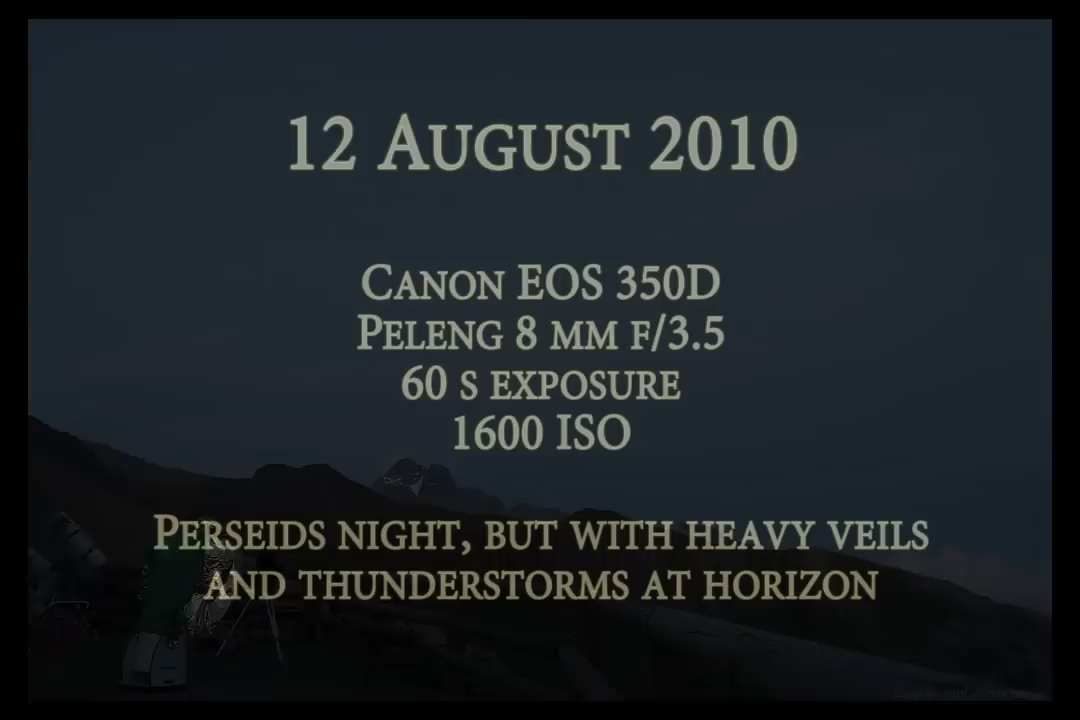 12 August 2010
Canon EOS 350D
Peleng 8 mm f/3.5
60 s exposure
1600 ISO
Perseids night, but with heavy veils
and thunderstorms at horizon